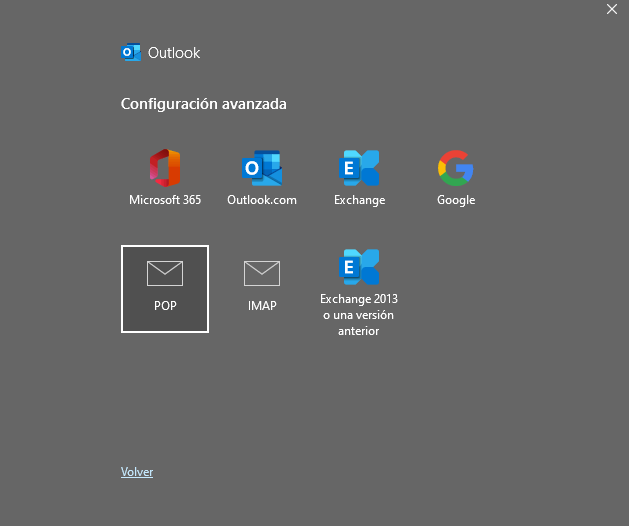 Outlook
Configuración avanzada
Microsoft 365
Outlook.com
Exchange
Google
POP
IMAP
Exchange 2013
o una versión
anterior
Volver